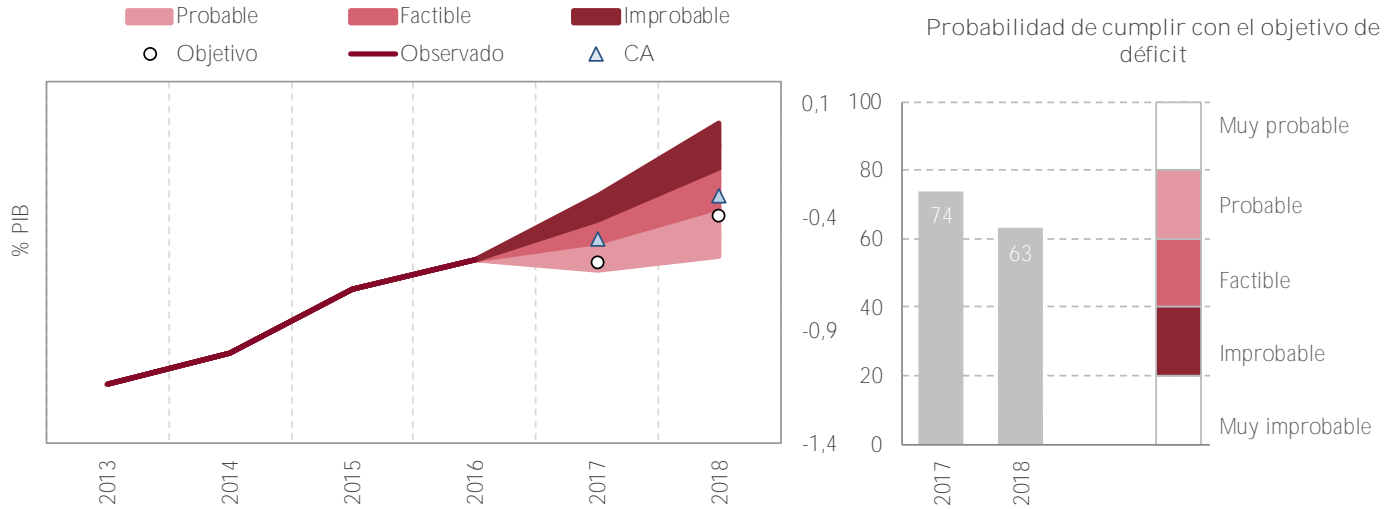 Probable Factible Improbable
Objetivo Observado CA
% PIB
0,1
-0,4
-0,9
-1,4
2013 2014 2015 2016 2017 2018
Probabilidad de cumplir con el objetivo de
déficit
100
80
60
40
20
0
74
63
2017 2018
Muy probable
Probable
Factible
Improbable
Muy improbable